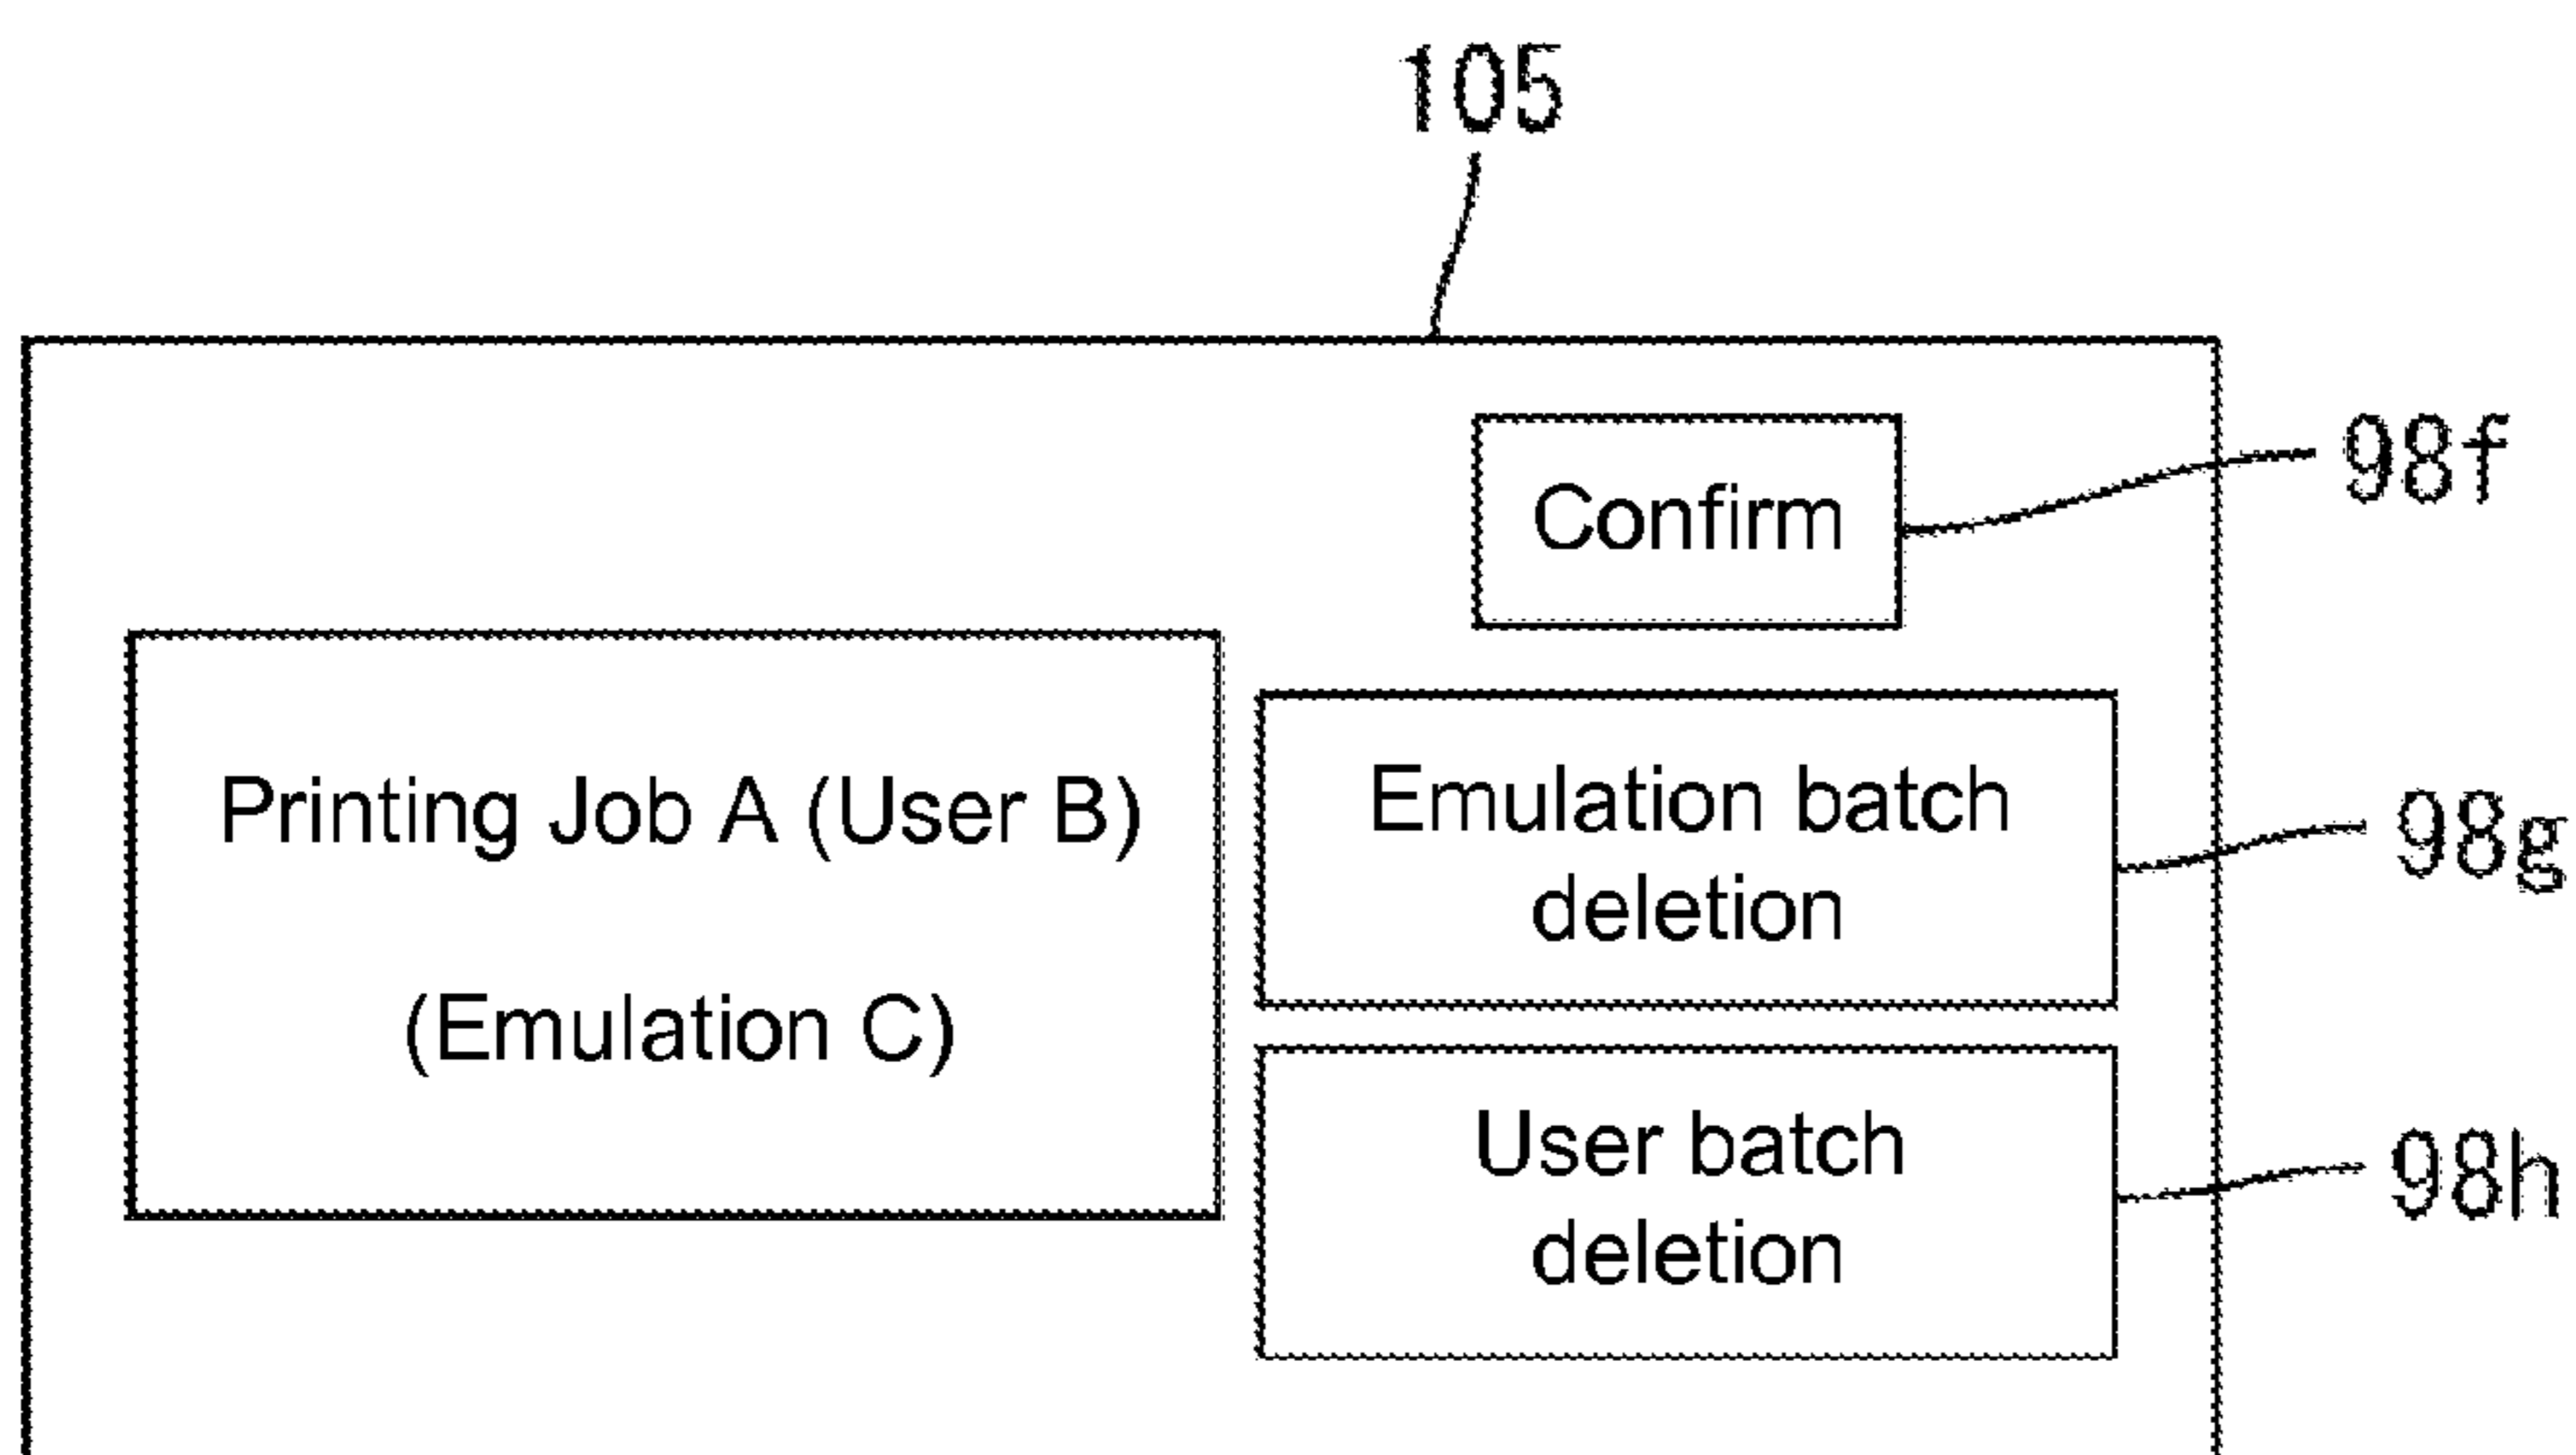 105
Confirm
98f
Printing Job A (User B)
(Emulation C)
Emulation batch
deletion
98g
User batch
deletion
98h